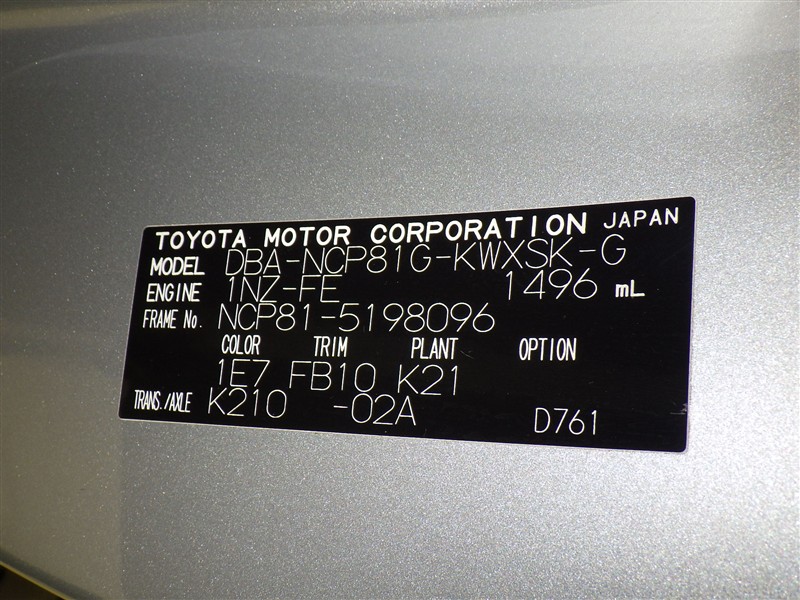 TOYOTA MOTOR CORPORATION JAPAN
MODEL DBA-NCP81G-KWXSK-G
ENGINE 1NZ-FE 1496 mL
FRAME No. NCP81-5198096
COLOR TRIM PLANT OPTION
1E7 FB10 K21
TRANS./AXLE K210 -02A D761